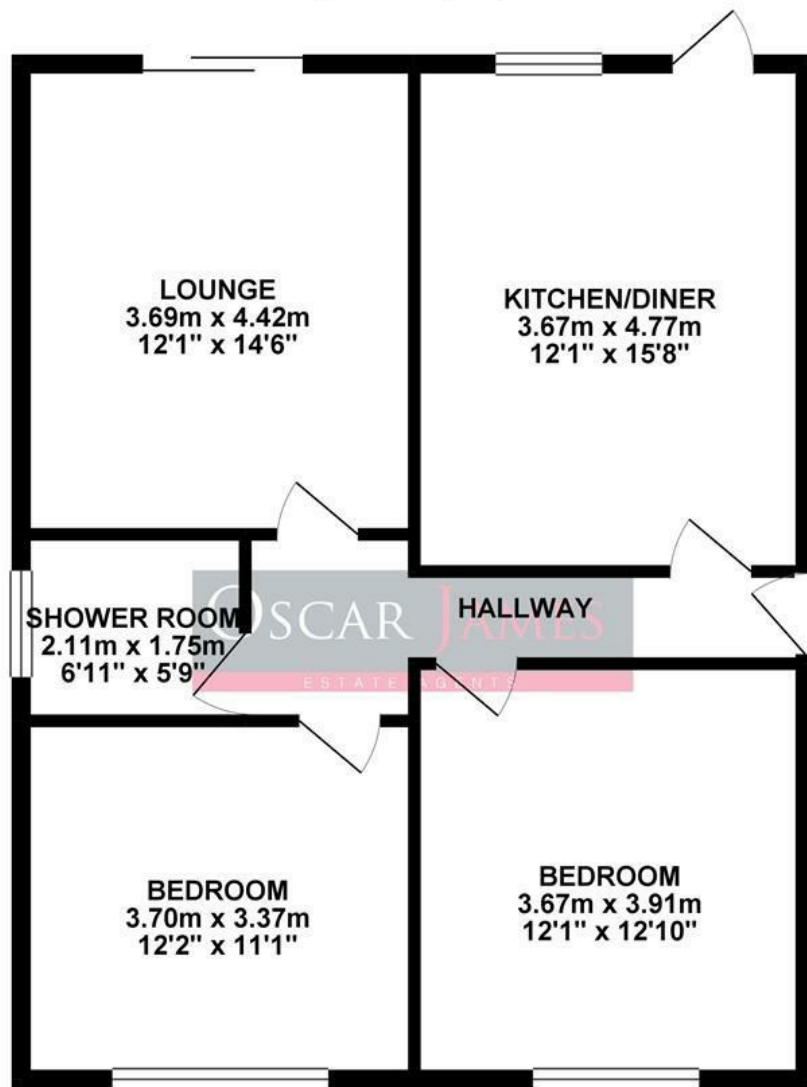 LOUNGE
3.69m x 4.42m
12'1" x 14'6"
KITCHEN/DINER
3.67m x 4.77m
12'1" x 15'8"
SHOWER ROOM
2.11m x 1.75m
6'11" x 5'9"
HALLWAY
OSCAR JAMES
ESTATE AGENTS
BEDROOM
3.70m x 3.37m
12'2" x 11'1"
BEDROOM
3.67m x 3.91m
12'1" x 12'10"